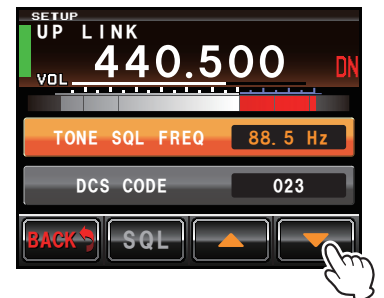 SETUP
UP LINK
VOL 440.500 DN
TONE SQL FREQ 88.5 Hz
DCS CODE 023
BACK SQL